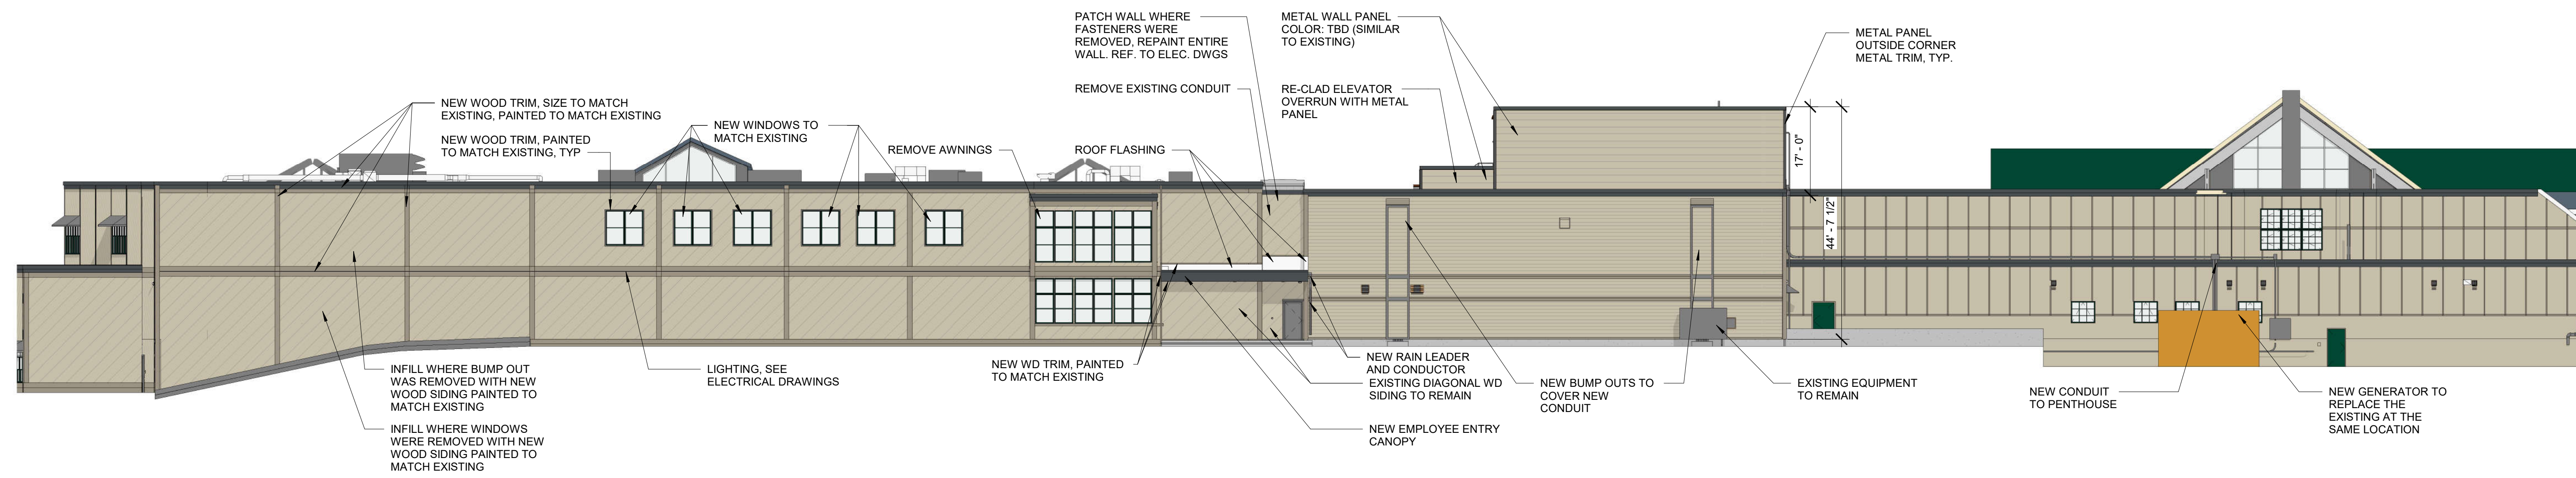 PATCH WALL WHERE
FASTENERS WERE
REMOVED, REPAINT ENTIRE
WALL. REF. TO ELEC. DWGS
METAL WALL PANEL
COLOR: TBD (SIMILAR
TO EXISTING)
METAL PANEL
OUTSIDE CORNER
METAL TRIM, TYP.
REMOVE EXISTING CONDUIT
RE-CLAD ELEVATOR
OVERRUN WITH METAL
PANEL
NEW WOOD TRIM, SIZE TO MATCH
EXISTING, PAINTED TO MATCH EXISTING
NEW WOOD TRIM, PAINTED
TO MATCH EXISTING, TYP
NEW WINDOWS TO
MATCH EXISTING
REMOVE AWNINGS
ROOF FLASHING
17' - 0"
44' - 7 1/2"
INFILL WHERE BUMP OUT
WAS REMOVED WITH NEW
WOOD SIDING PAINTED TO
MATCH EXISTING
INFILL WHERE WINDOWS
WERE REMOVED WITH NEW
WOOD SIDING PAINTED TO
MATCH EXISTING
LIGHTING, SEE
ELECTRICAL DRAWINGS
NEW WD TRIM, PAINTED
TO MATCH EXISTING
NEW RAIN LEADER
AND CONDUCTOR
EXISTING DIAGONAL WD
SIDING TO REMAIN
NEW EMPLOYEE ENTRY
CANOPY
NEW BUMP OUTS TO
COVER NEW
CONDUIT
EXISTING EQUIPMENT
TO REMAIN
NEW CONDUIT
TO PENTHOUSE
NEW GENERATOR TO
REPLACE THE
EXISTING AT THE
SAME LOCATION